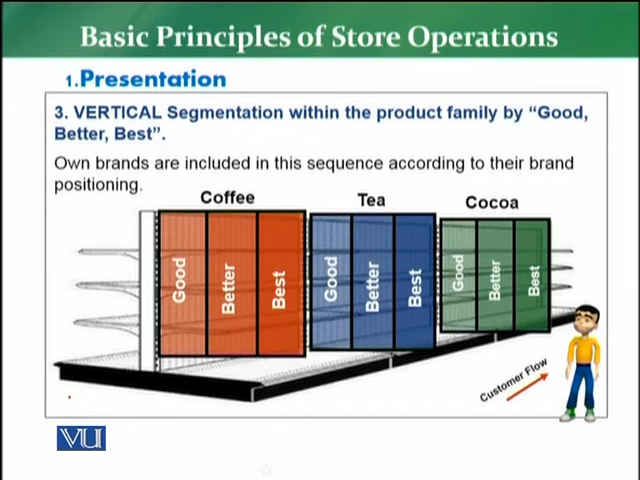 Basic Principles of Store Operations
1.Presentation
3. VERTICAL Segmentation within the product family by “Good,
Better, Best”.
Own brands are included in this sequence according to their brand
positioning.
Coffee
Tea
Cocoa
Good
Better
Best
Good
Better
Best
Good
Better
Best
Customer Flow
VU